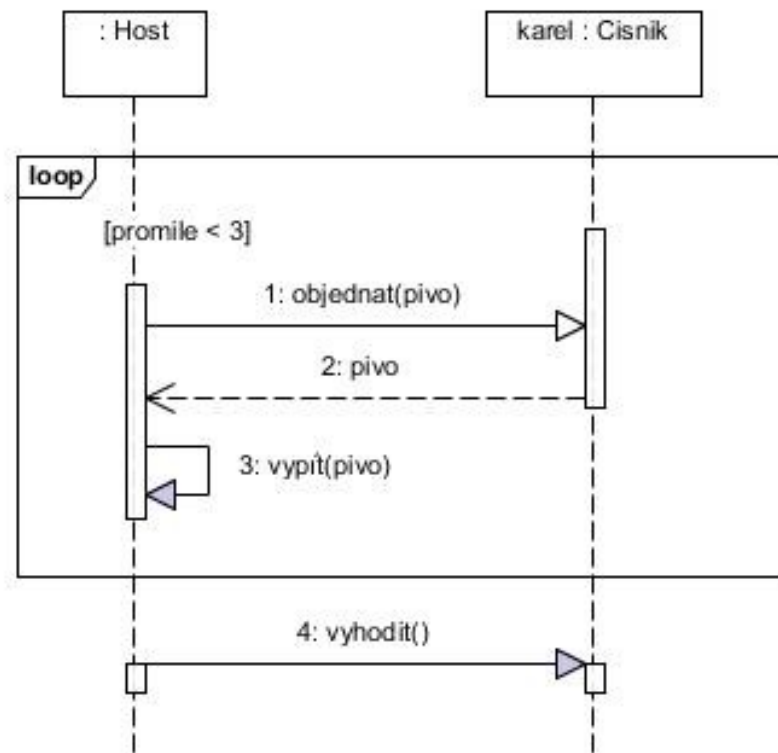 : Host
karel : Cisnik
loop
[promile < 3]
1: objednat(pivo)
2: pivo
3: vypít(pivo)
4: vyhodit()